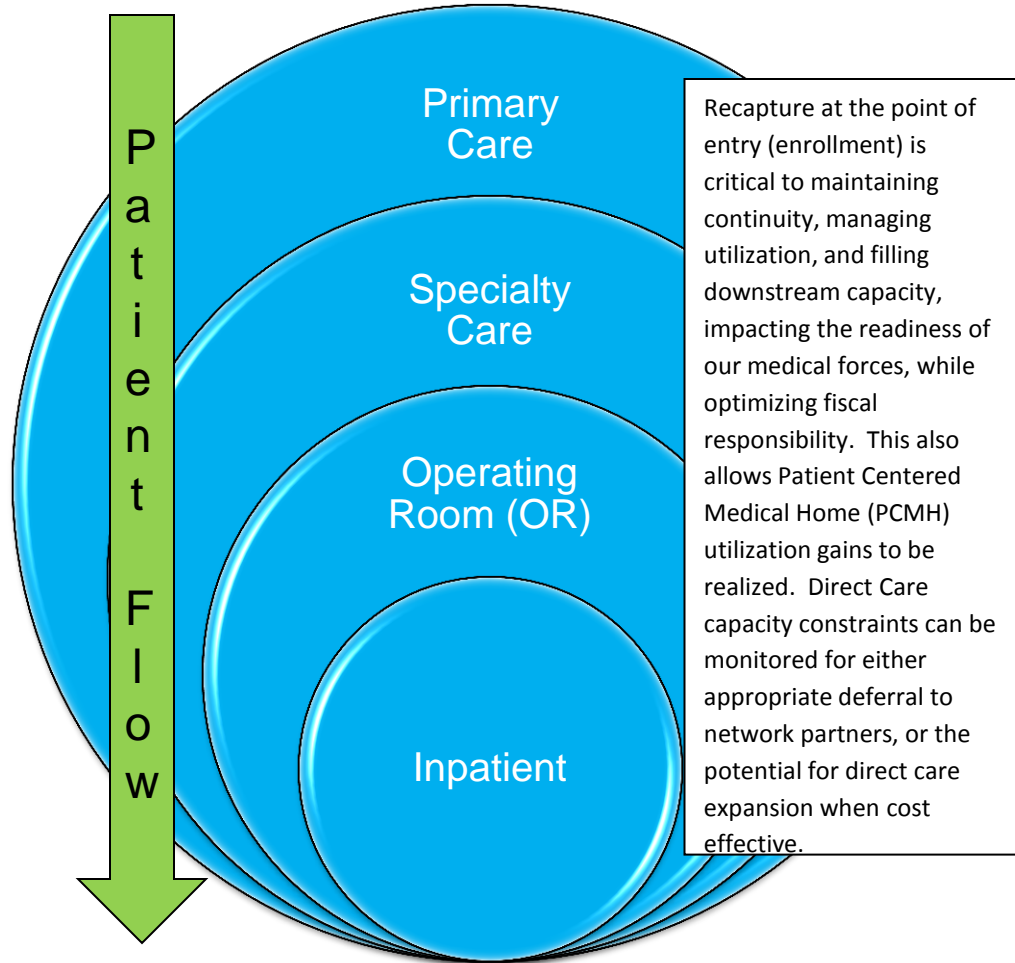 Patient Flow
Primary
Care
Specialty
Care
Operating
Room (OR)
Inpatient
Recapture at the point of
entry (enrollment) is
critical to maintaining
continuity, managing
utilization, and filling
downstream capacity,
impacting the readiness of
our medical forces, while
optimizing fiscal
responsibility.  This also
allows Patient Centered
Medical Home (PCMH)
utilization gains to be
realized.  Direct Care
capacity constraints can be
monitored for either
appropriate deferral to
network partners, or the
potential for direct care
expansion when cost
effective.